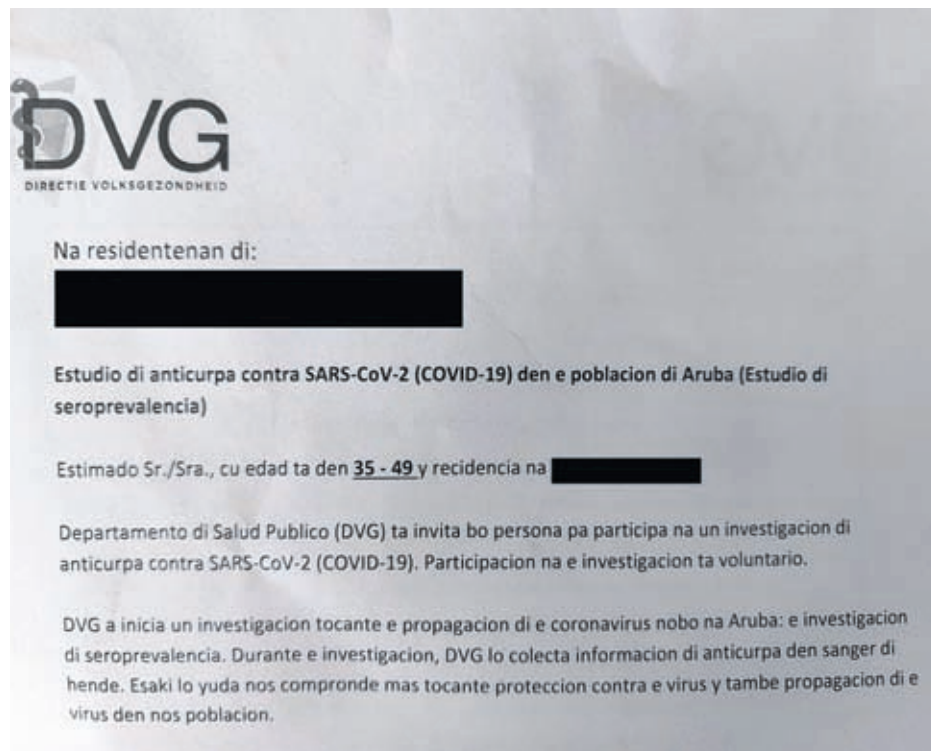 DVG
DIRECTIE VOLKSGEZONDHEID
Na residentenan di:
Estudio di anticurpa contra SARS-CoV-2 (COVID-19) den e poblacion di Aruba (Estudio di
seroprevalencia)
Estimado Sr./Sra., cu edad ta den 35 - 49 y recidencia na
Departamento di Salud Publico (DVG) ta invita bo persona pa participa na un investigacion di
anticurpa contra SARS-CoV-2 (COVID-19). Participacion na e investigacion ta voluntario.
DVG a inicia un investigacion tocante e propagacion di e coronavirus nobo na Aruba: e investigacion
di seroprevalencia. Durante e investigacion, DVG lo colecta informacion di anticurpa den sanger di
hende. Esaki lo yuda nos compronde mas tocante proteccion contra e virus y tambe propagacion di e
virus den nos poblacion.